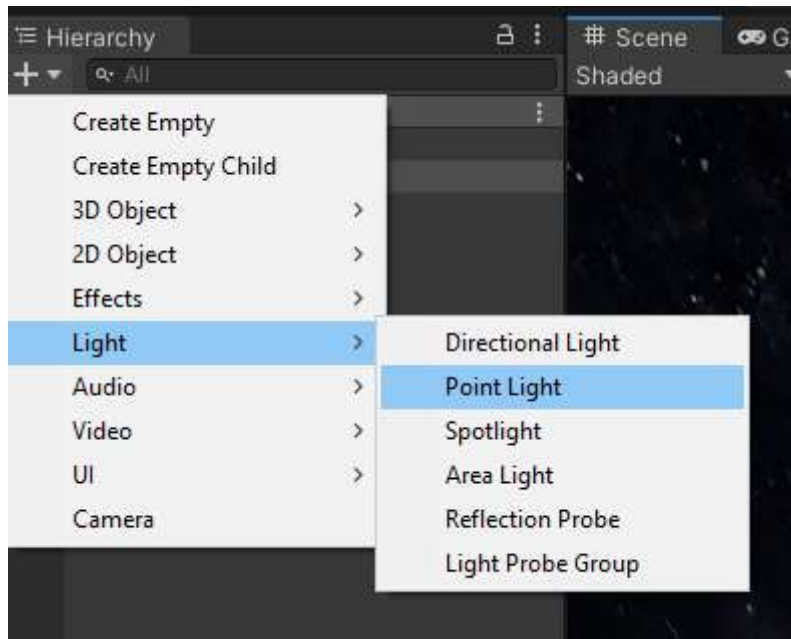 Hierarchy
Scene
G
All
Shaded
Create Empty
Create Empty Child
3D Object
2D Object
Effects
Light
Audio
Video
UI
Camera
Directional Light
Point Light
Spotlight
Area Light
Reflection Probe
Light Probe Group